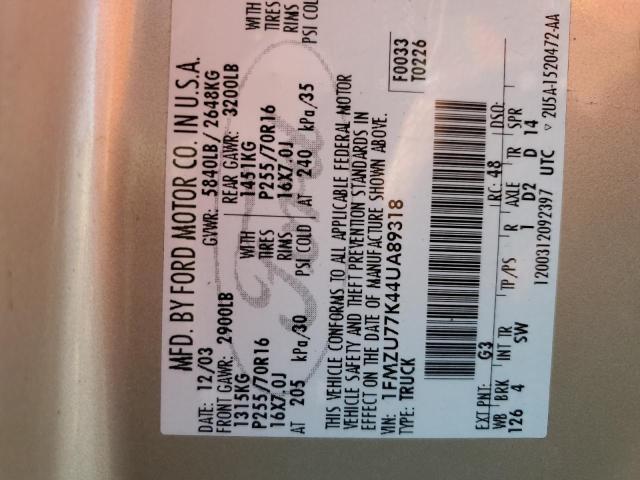 MFD. BY FORD MOTOR CO. IN U.S.A.
DATE: 12/03 GVWR: 5840LB / 2648KG
FRONT GAWR: 2900LB REAR GAWR: 3200LB
1315KG WITH 1451KG WITH
P255/70R16 TIRES P255/70R16 TIRES
16X7.0J RIMS 16X7.0J RIMS
AT 205 kPa/30 PSI COLD AT 240 kPa/35 PSI COL
THIS VEHICLE CONFORMS TO ALL APPLICABLE FEDERAL MOTOR
VEHICLE SAFETY AND THEFT PREVENTION STANDARDS IN
EFFECT ON THE DATE OF MANUFACTURE SHOWN ABOVE.
VIN: 1FMZU77K44UA89318 F0033
TYPE: TRUCK T0226
EXT PNT: G3 RC: 48 DSO:
WB BRK INT TR TP/PS R AXLE TR SPR
126 4 SW 1 D2 D 14
1200312092397 UTC ▽ 2U5A-1520472-AA
Ford